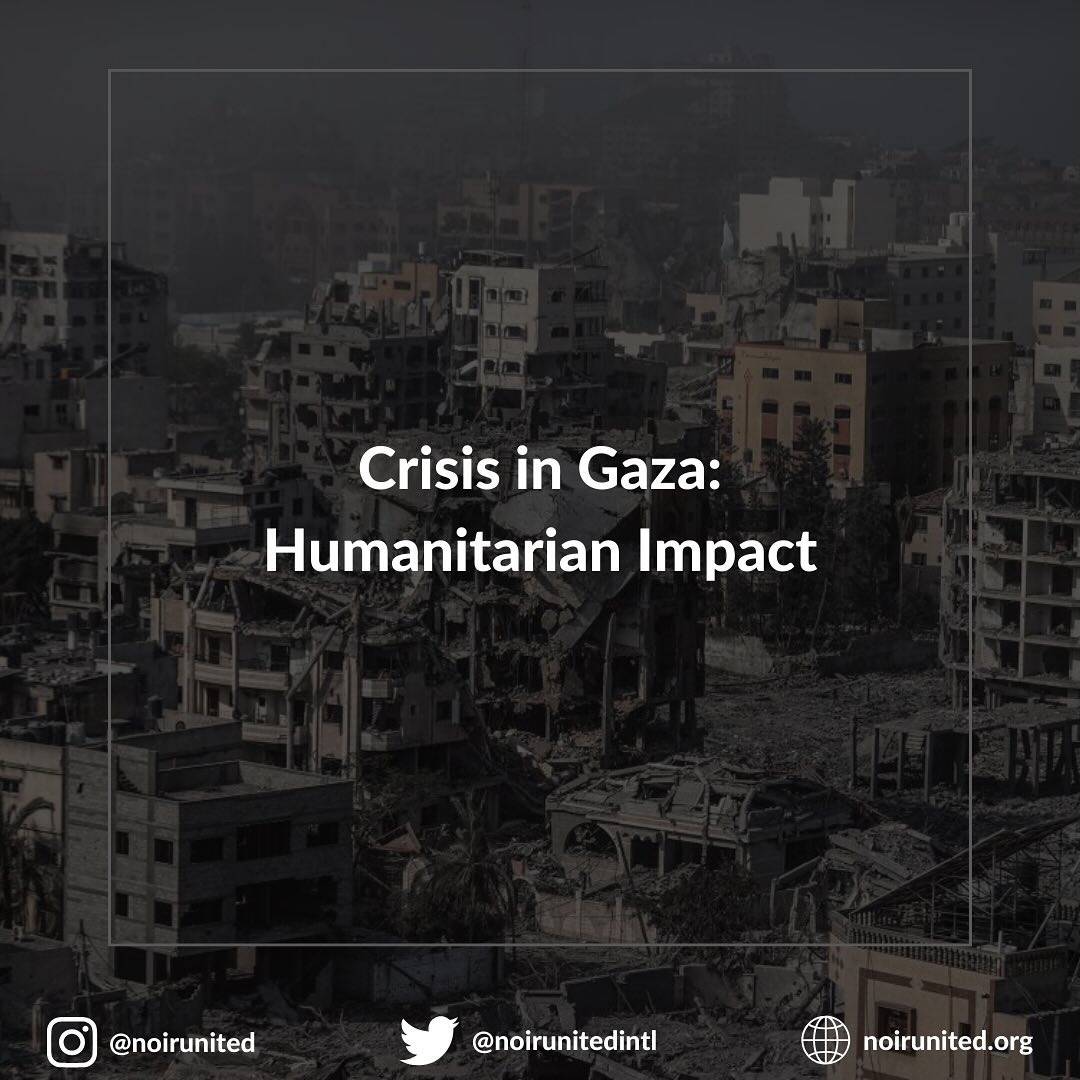 Crisis in Gaza:
Humanitarian Impact
@noirunited
@noirunitedintl
noirunited.org